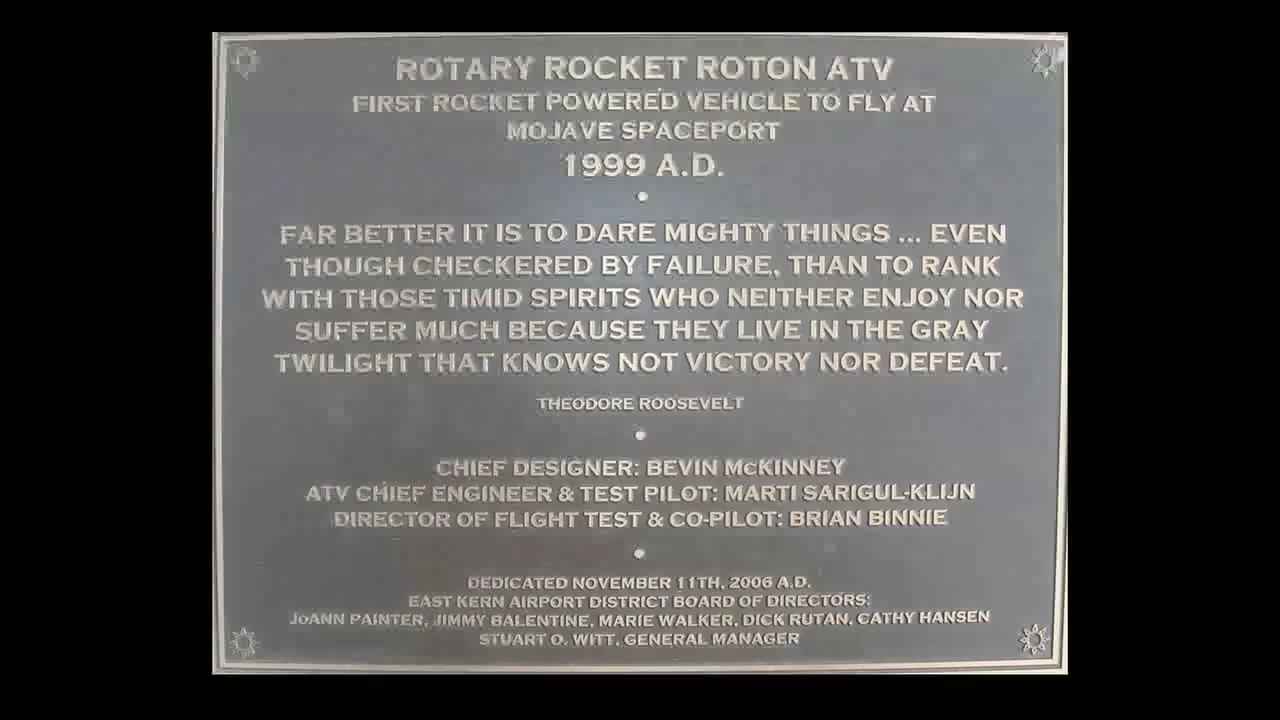 ROTARY ROCKET ROTON ATV
FIRST ROCKET POWERED VEHICLE TO FLY AT
MOJAVE SPACEPORT
1999 A.D.
FAR BETTER IT IS TO DARE MIGHTY THINGS ... EVEN
THOUGH CHECKERED BY FAILURE, THAN TO RANK
WITH THOSE TIMID SPIRITS WHO NEITHER ENJOY NOR
SUFFER MUCH BECAUSE THEY LIVE IN THE GRAY
TWILIGHT THAT KNOWS NOT VICTORY NOR DEFEAT.
THEODORE ROOSEVELT
CHIEF DESIGNER: BEVIN McKINNEY
ATV CHIEF ENGINEER & TEST PILOT: MARTI SARIGUL-KLIJN
DIRECTOR OF FLIGHT TEST & CO-PILOT: BRIAN BINNIE
DEDICATED NOVEMBER 11TH, 2006 A.D.
EAST KERN AIRPORT DISTRICT BOARD OF DIRECTORS:
JoANN PAINTER, JIMMY BALENTINE, MARIE WALKER, DICK RUTAN, CATHY HANSEN
STUART O. WITT, GENERAL MANAGER